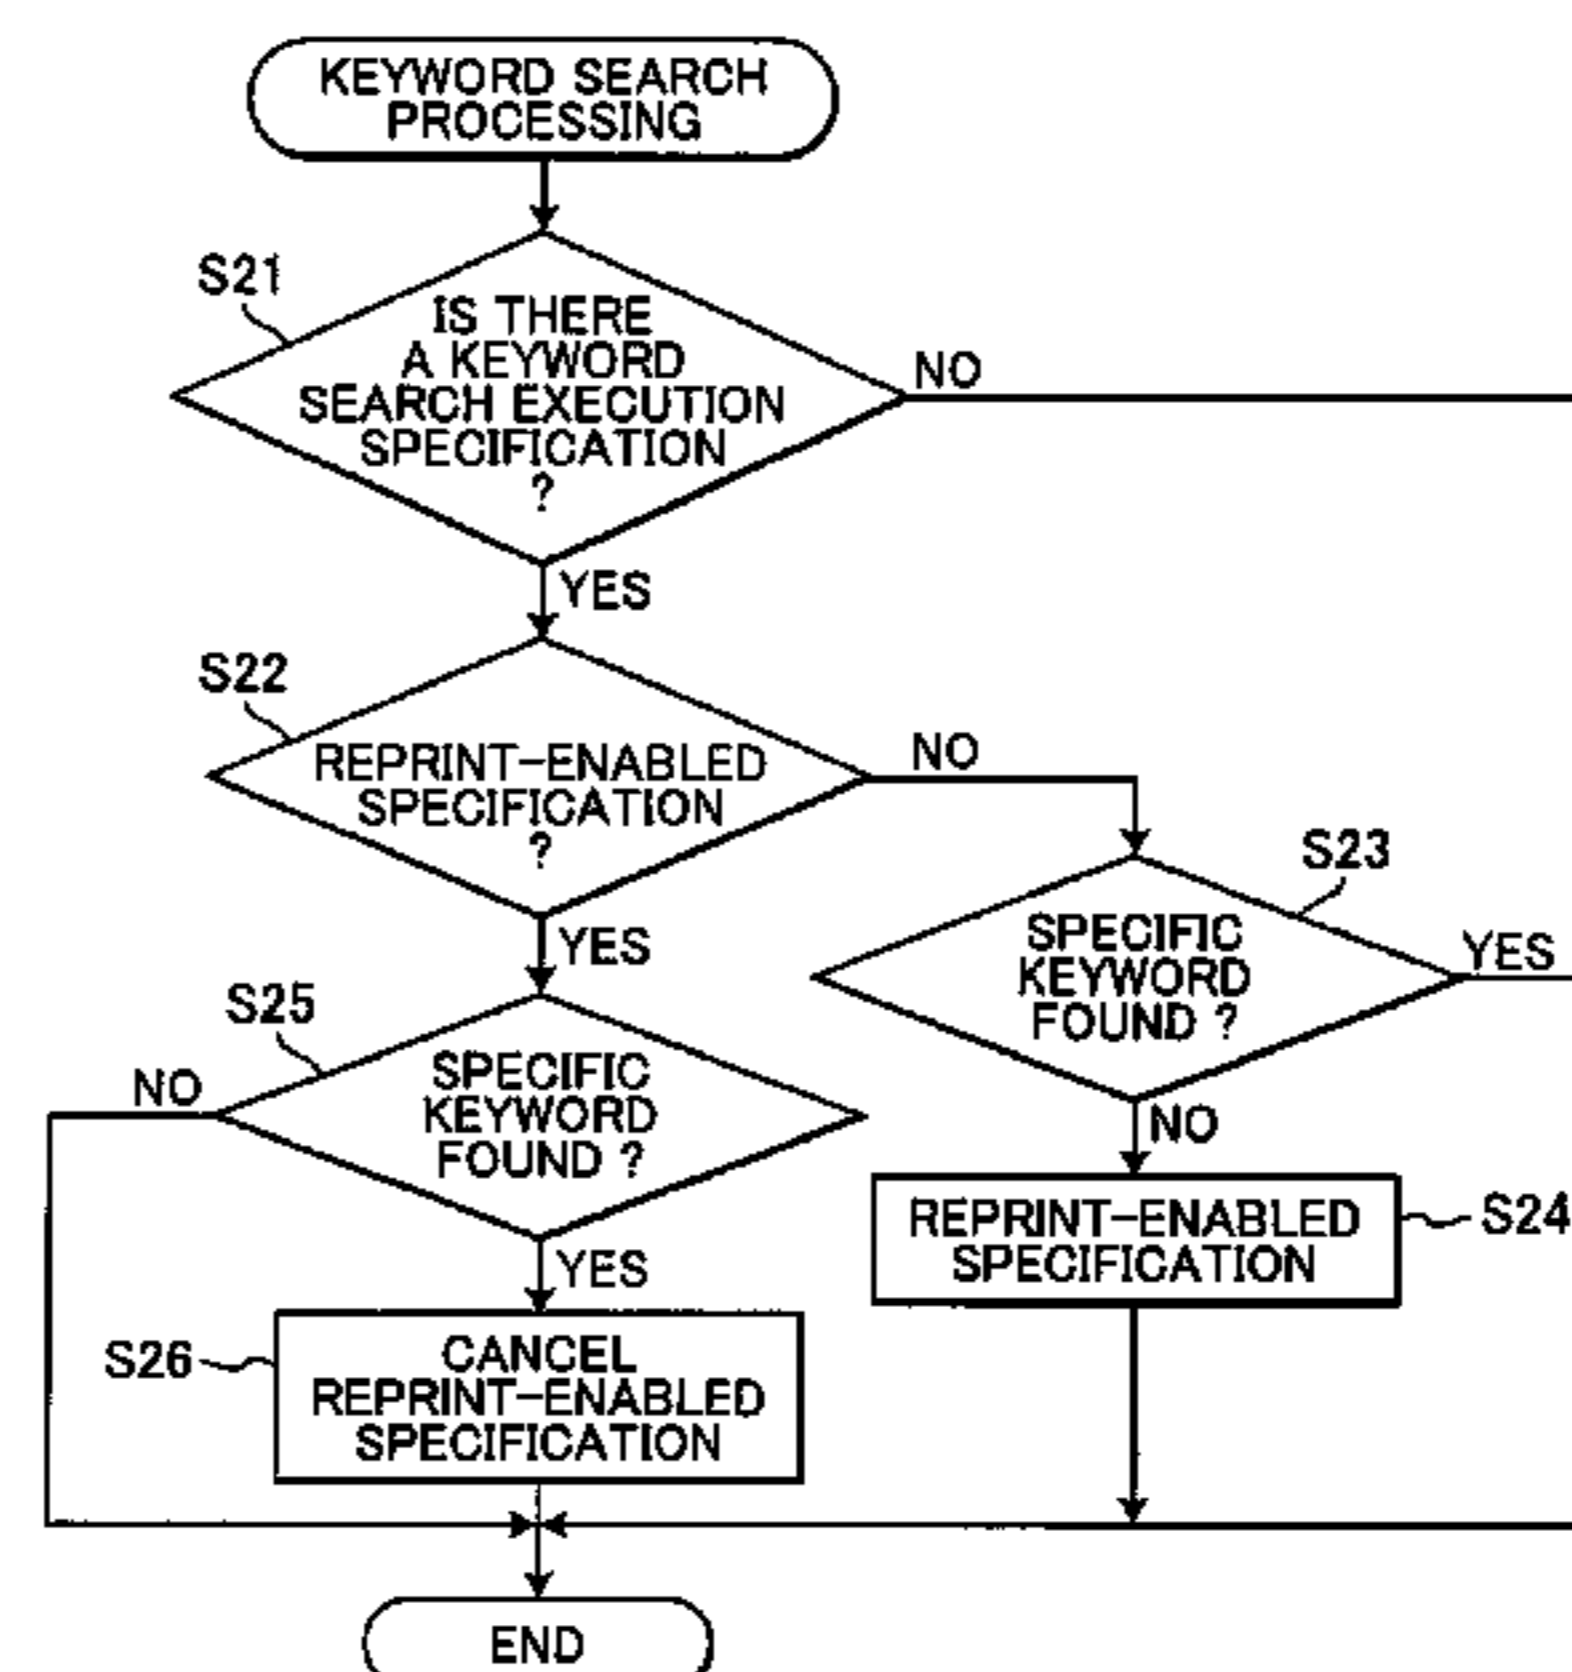 KEYWORD SEARCH
PROCESSING
S21
IS THERE
A KEYWORD
SEARCH EXECUTION
SPECIFICATION
?
NO
YES
S22
REPRINT-ENABLED
SPECIFICATION
?
NO
YES
S23
SPECIFIC
KEYWORD
FOUND ?
YES
NO
S25
SPECIFIC
KEYWORD
FOUND ?
NO
YES
REPRINT-ENABLED
SPECIFICATION
S24
S26
CANCEL
REPRINT-ENABLED
SPECIFICATION
END